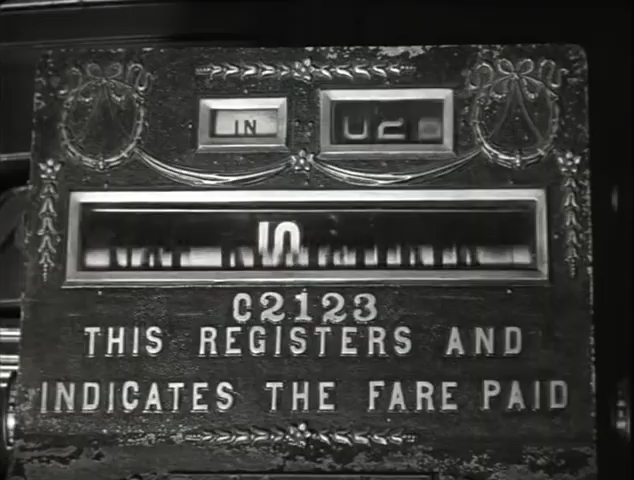 IN
C2123
THIS REGISTERS AND
INDICATES THE FARE PAID